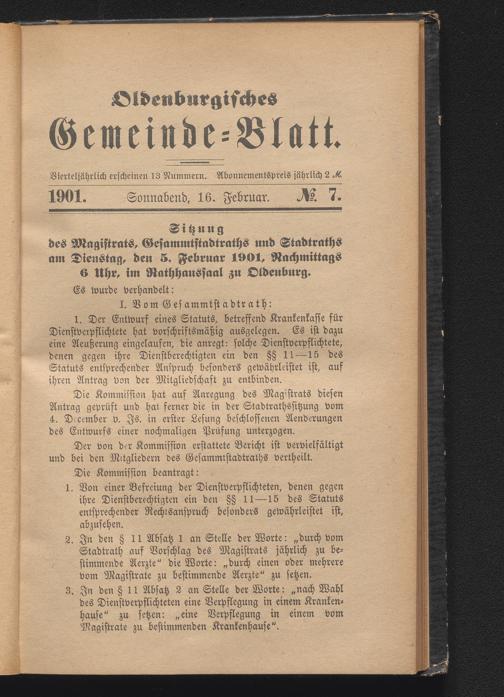 Oldenburgisches
Gemeinde-Blatt.
Vierteljährlich erscheinen 13 Nummern. Abonnementspreis jährlich 2 M.
1901. Sonnabend, 16. Februar. No. 7.
Sitzung
des Magistrats, Gesammtstadtraths und Stadtraths
am Dienstag, den 5. Februar 1901, Nachmittags
6 Uhr, im Rathhaussaal zu Oldenburg.
Es wurde verhandelt:
I. Vom Gesammtstadtrath:
1. Der Entwurf eines Statuts, betreffend Krankenkasse für
Dienstverpflichtete hat vorschriftsmäßig ausgelegen. Es ist dazu
eine Aeußerung eingelaufen, die anregt: solche Dienstverpflichtete,
denen gegen ihre Dienstberechtigten ein den §§ 11—15 des
Statuts entsprechender Anspruch besonders gewährleistet ist, auf
ihren Antrag von der Mitgliedschaft zu entbinden.
Die Kommission hat auf Anregung des Magistrats diesen
Antrag geprüft und hat ferner die in der Stadtrathssitzung vom
4. December v. Js. in erster Lesung beschlossenen Aenderungen
des Entwurfs einer nochmaligen Prüfung unterzogen.
Der von der Kommission erstattete Bericht ist vervielfältigt
und bei den Mitgliedern des Gesammtstadtraths vertheilt.
Die Kommission beantragt:
1. Von einer Befreiung der Dienstverpflichteten, denen gegen
ihre Dienstberechtigten ein den §§ 11—15 des Statuts
entsprechender Rechtsanspruch besonders gewährleistet ist,
abzusehen.
2. In den § 11 Absatz 1 an Stelle der Worte: „durch vom
Stadtrath auf Vorschlag des Magistrats jährlich zu be-
stimmende Aerzte" die Worte: „durch einen oder mehrere
vom Magistrate zu bestimmende Aerzte" zu setzen.
3. In den § 11 Absatz 2 an Stelle der Worte: „nach Wahl
des Dienstverpflichteten eine Verpflegung in einem Kranken-
hause" zu setzen: „eine Verpflegung in einem vom
Magistrate zu bestimmenden Krankenhause".